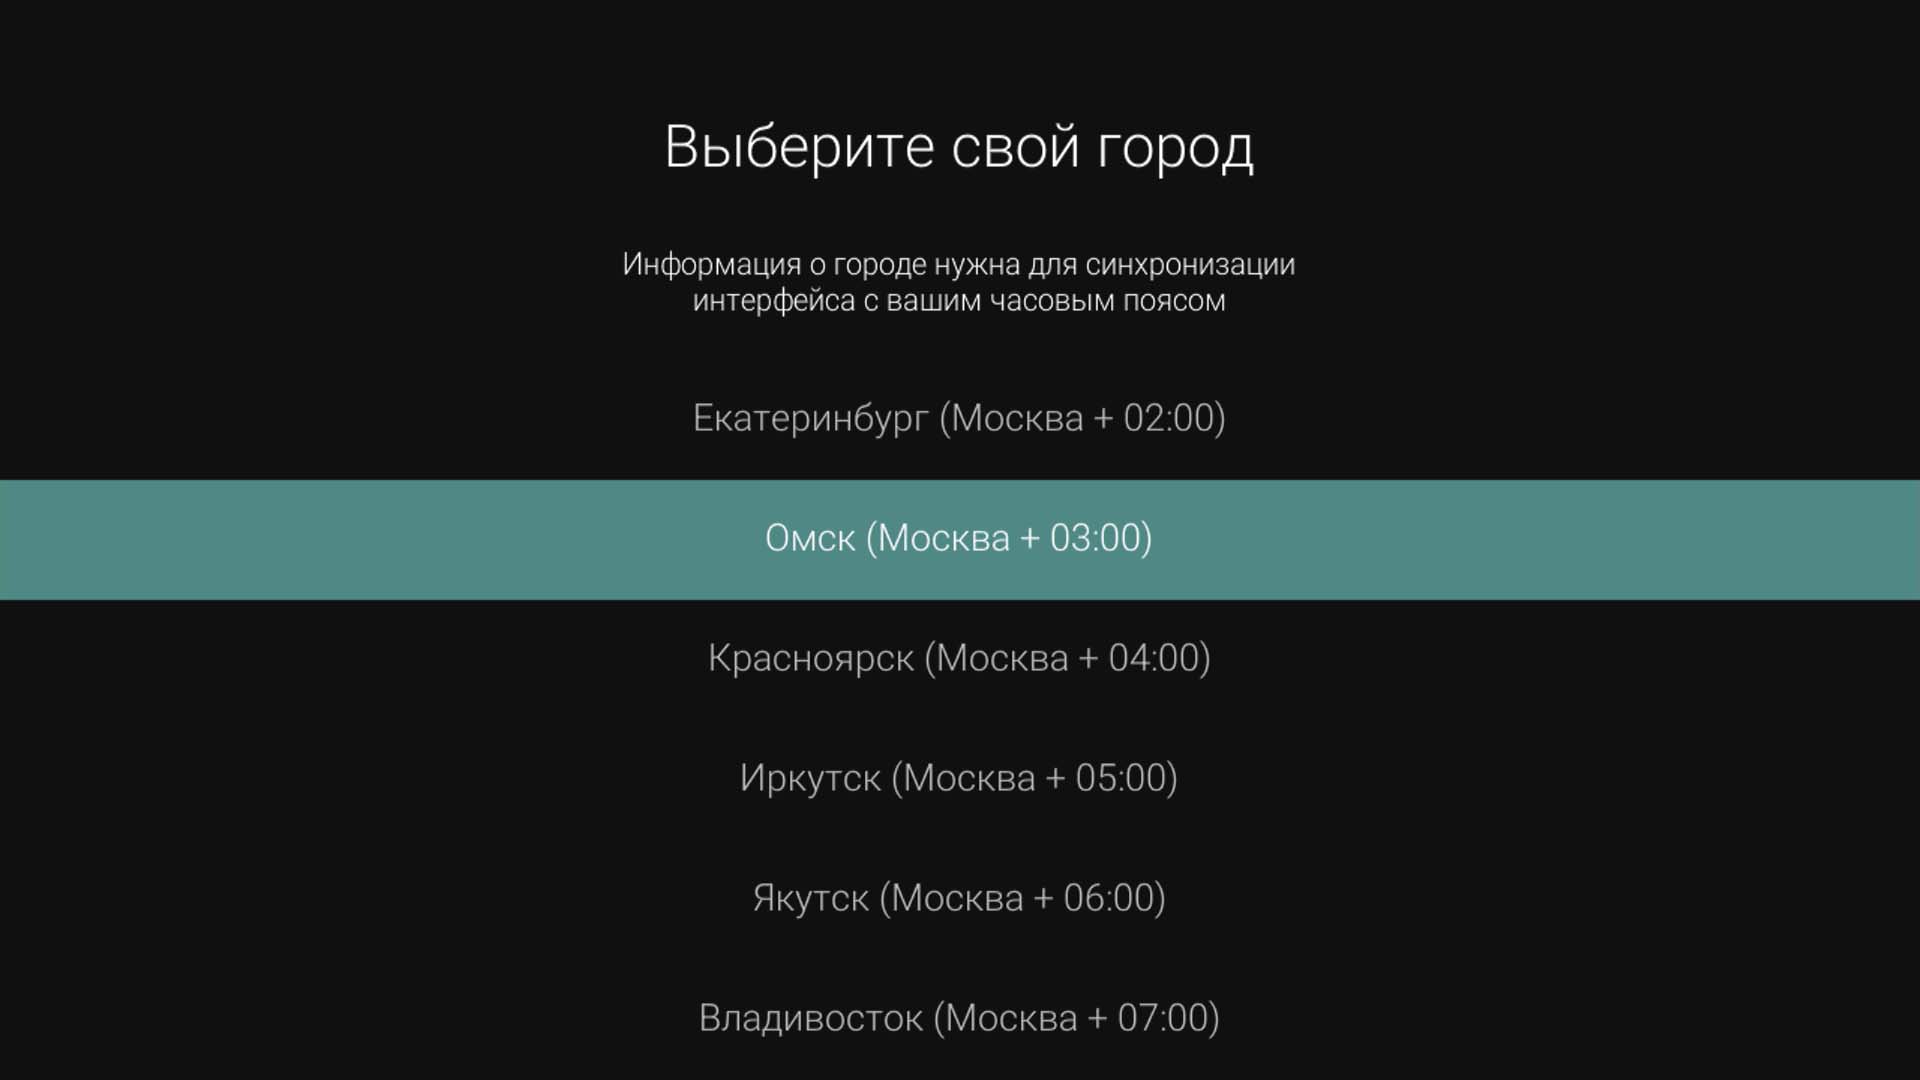 Выберите свой город
Информация о городе нужна для синхронизации
интерфейса с вашим часовым поясом
Екатеринбург (Москва + 02:00)
Омск (Москва + 03:00)
Красноярск (Москва + 04:00)
Иркутск (Москва + 05:00)
Якутск (Москва + 06:00)
Владивосток (Москва + 07:00)